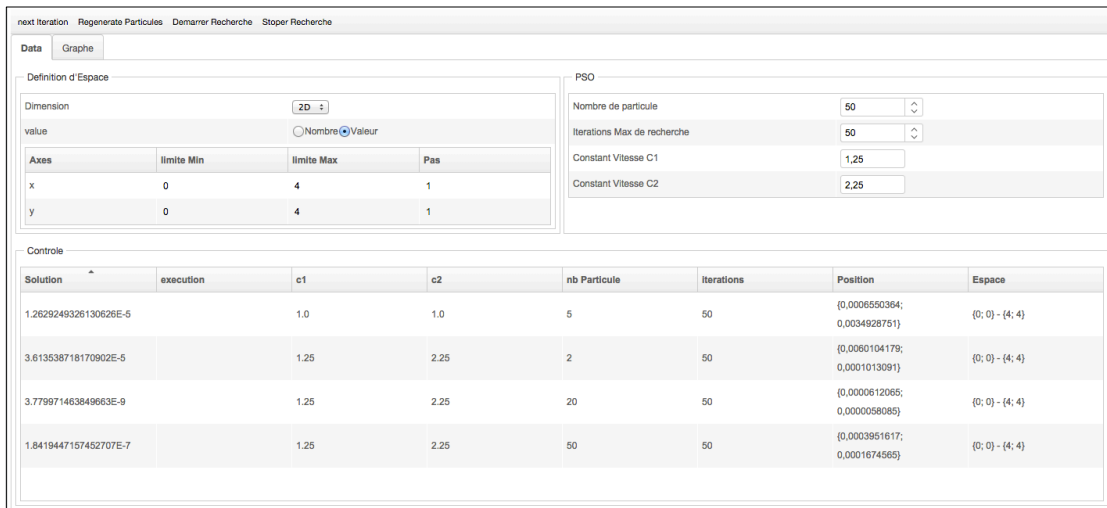 next Iteration Regenerate Particules Demarrer Recherche Stoper Recherche
Data Graphe
Definition d'Espace
Dimension 2D
value Nombre Valeur
Axes limite Min limite Max Pas
x 0 4 1
y 0 4 1
PSO
Nombre de particule 50
Iterations Max de recherche 50
Constant Vitesse C1 1,25
Constant Vitesse C2 2,25
Controle
Solution execution c1 c2 nb Particule iterations Position Espace
1.2629249326130626E-5 1.0 1.0 5 50 {0,0006550364; 0,0034928751} {0; 0} - {4; 4}
3.613538718170902E-5 1.25 2.25 2 50 {0,0060104179; 0,0001013091} {0; 0} - {4; 4}
3.779971463849663E-9 1.25 2.25 20 50 {0,0000612065; 0,0000058085} {0; 0} - {4; 4}
1.8419447157452707E-7 1.25 2.25 50 50 {0,0003951617; 0,0001674565} {0; 0} - {4; 4}